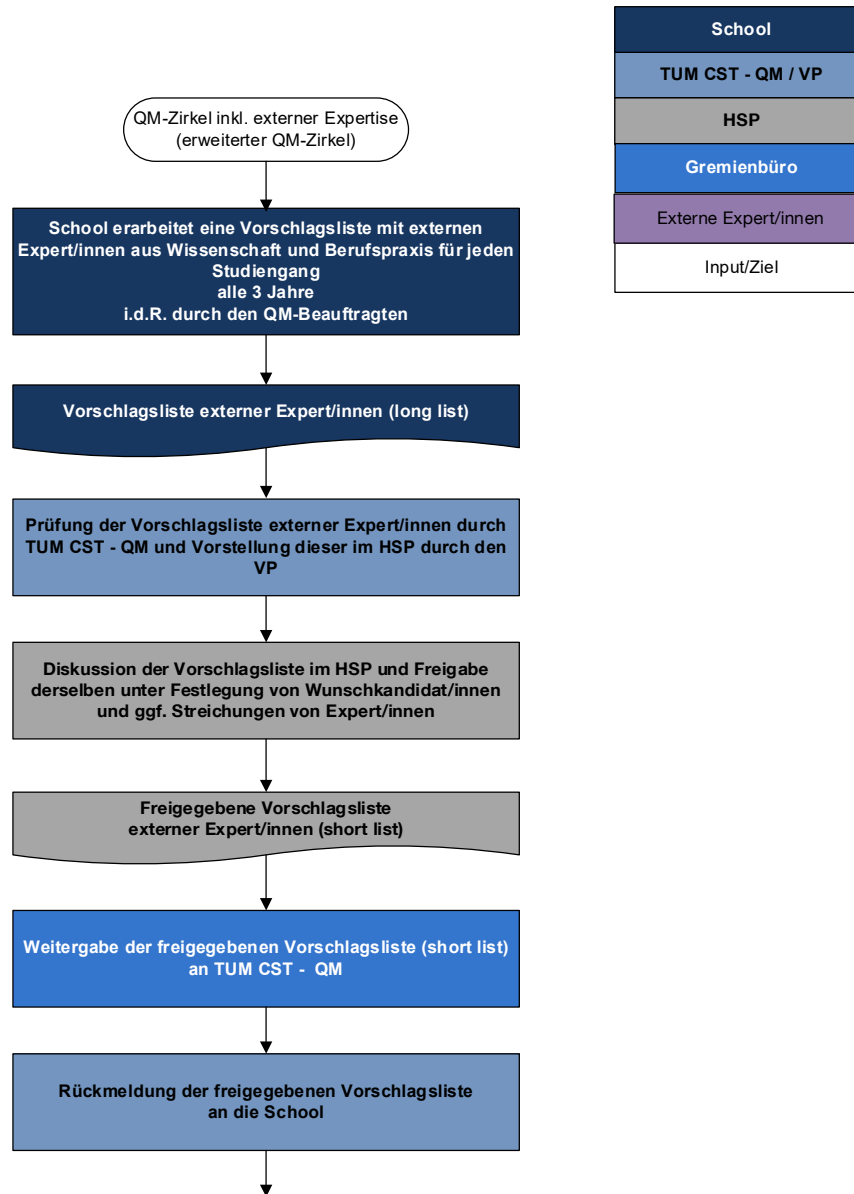 School
TUM CST - QM / VP
HSP
Gremienbüro
Externe Expert/innen
Input/Ziel
QM-Zirkel inkl. externer Expertise
(erweiterter QM-Zirkel)
School erarbeitet eine Vorschlagsliste mit externen
Expert/innen aus Wissenschaft und Berufspraxis für jeden
Studiengang
alle 3 Jahre
i.d.R. durch den QM-Beauftragten
Vorschlagsliste externer Expert/innen (long list)
Prüfung der Vorschlagsliste externer Expert/innen durch
TUM CST - QM und Vorstellung dieser im HSP durch den
VP
Diskussion der Vorschlagsliste im HSP und Freigabe
derselben unter Festlegung von Wunschkandidat/innen
und ggf. Streichungen von Expert/innen
Freigegebene Vorschlagsliste
externer Expert/innen (short list)
Weitergabe der freigegebenen Vorschlagsliste (short list)
an TUM CST - QM
Rückmeldung der freigegebenen Vorschlagsliste
an die School